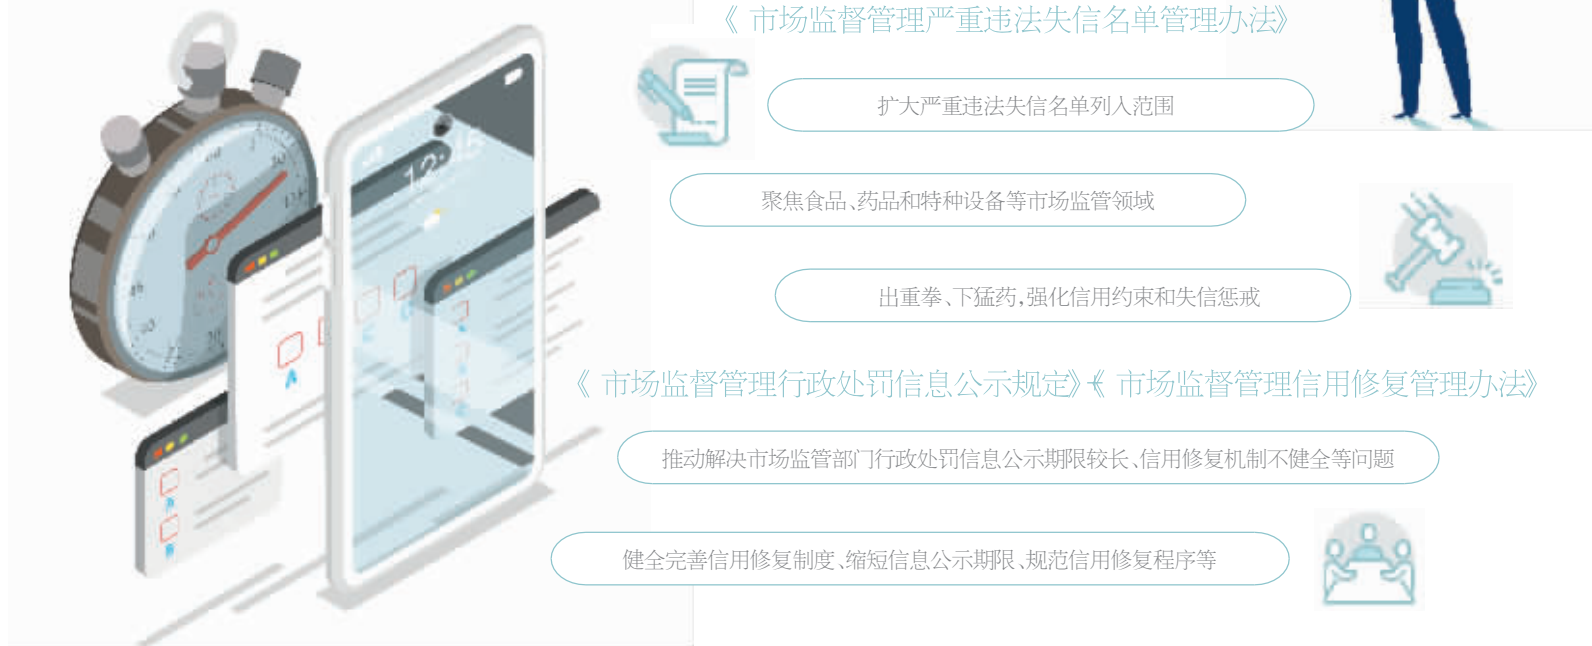 《市场监督管理严重违法失信名单管理办法》
扩大严重违法失信名单列入范围
聚焦食品、药品和特种设备等市场监管领域
出重拳、下猛药，强化信用约束和失信惩戒
《市场监督管理行政处罚信息公示规定》《市场监督管理信用修复管理办法》
推动解决市场监管部门行政处罚信息公示期限较长、信用修复机制不健全等问题
健全完善信用修复制度、缩短信息公示期限、规范信用修复程序等